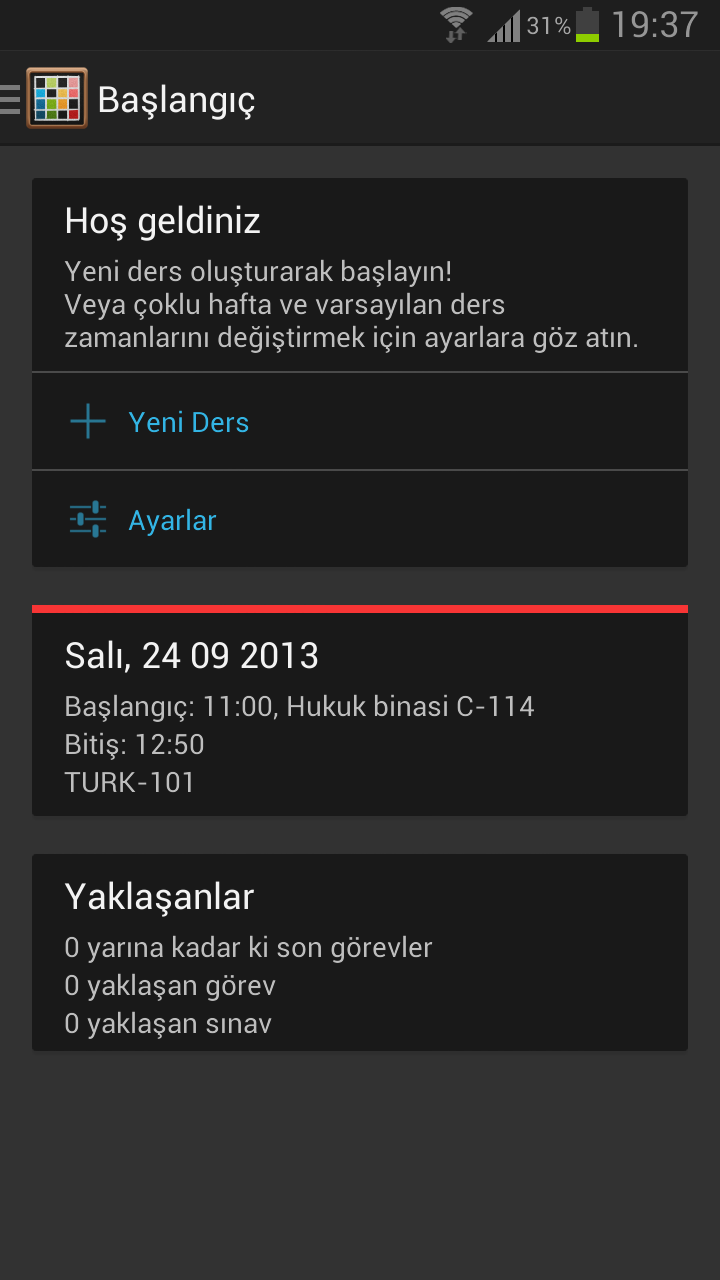 31% 19:37
Başlangıç
Hoş geldiniz
Yeni ders oluşturarak başlayın!
Veya çoklu hafta ve varsayılan ders
zamanlarını değiştirmek için ayarlara göz atın.
Yeni Ders
Ayarlar
Salı, 24 09 2013
Başlangıç: 11:00, Hukuk binasi C-114
Bitiş: 12:50
TURK-101
Yaklaşanlar
0 yarına kadar ki son görevler
0 yaklaşan görev
0 yaklaşan sınav